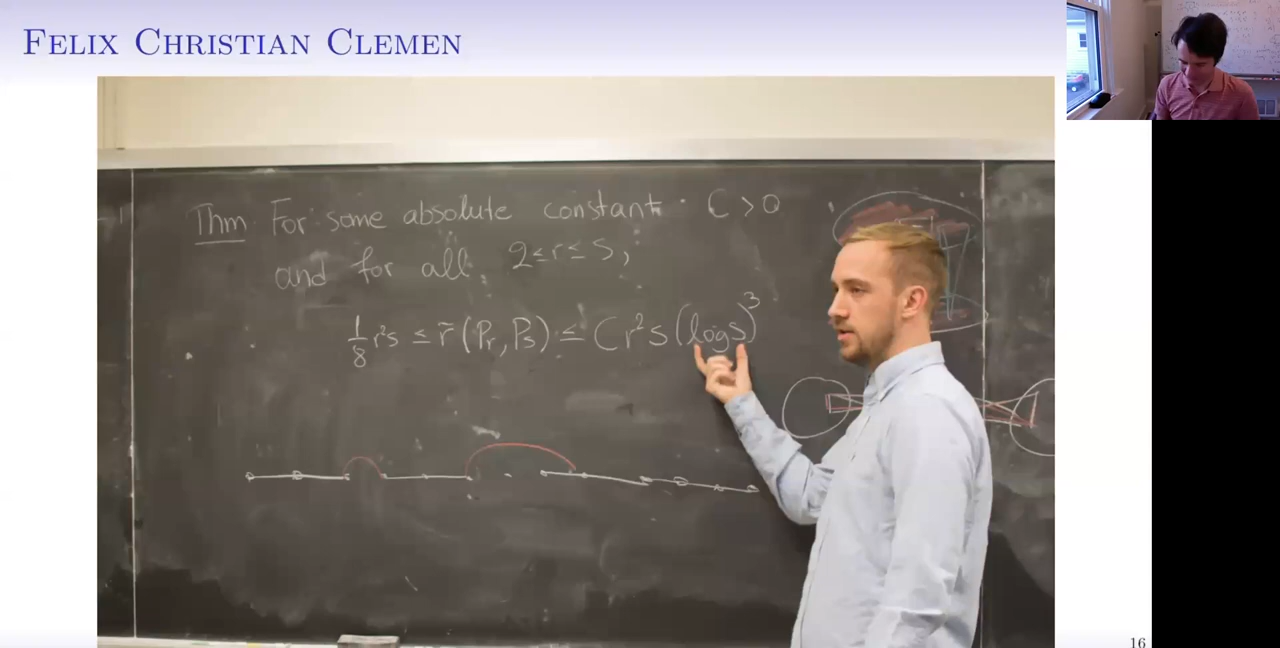 FELIX CHRISTIAN CLEMEN
Thm For some absolute constant C > 0
and for all 2 ≤ r ≤ s,
1/8 r²s ≤ r̃(Pr, Ps) ≤ C r²s (log s)³
16